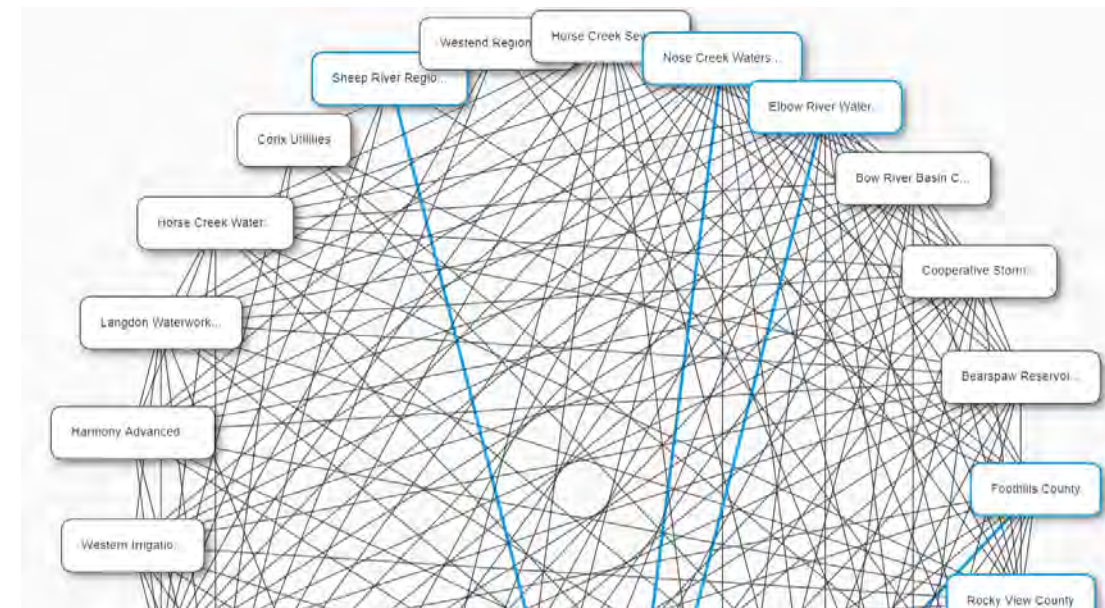 Westend Region
Horse Creek Sew
Nose Creek Waters...
Sheep River Regio...
Elbow River Water...
Corix Utilities
Bow River Basin C...
Horse Creek Water...
Cooperative Storm...
Langdon Waterwork...
Bearspaw Reservoi...
Harmony Advanced ...
Foothills County
Western Irrigatio...
Rocky View County